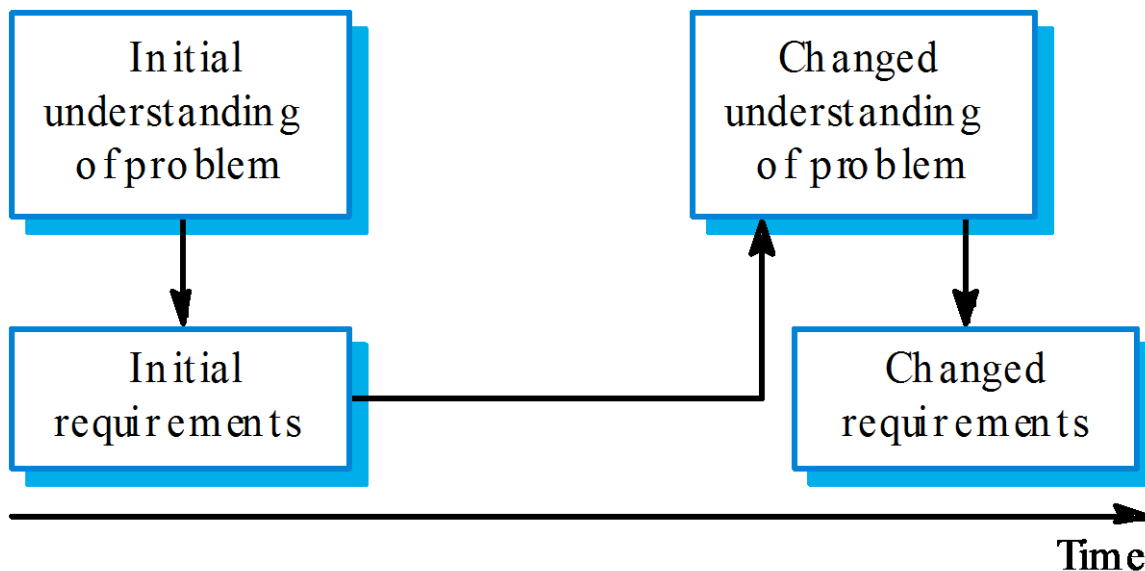 Initial
understanding
of problem
Changed
understanding
of problem
Initial
requirements
Changed
requirements
Time